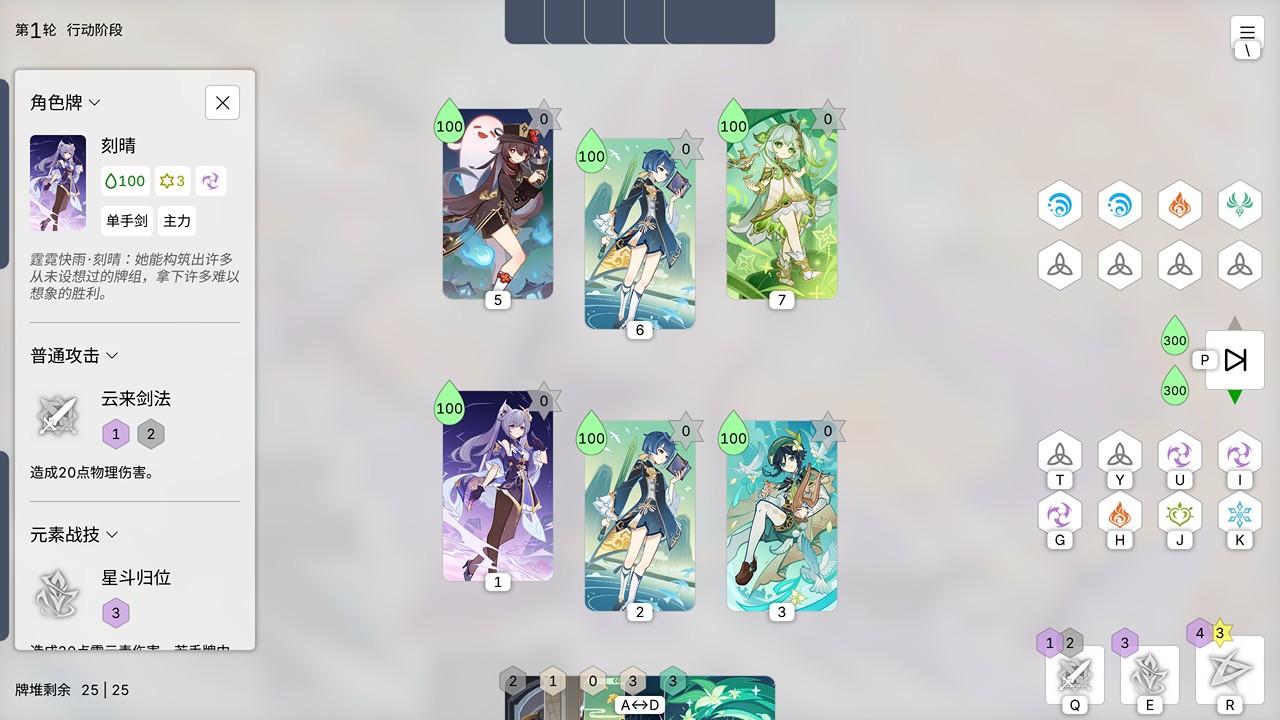 第1轮 行动阶段
\
角色牌
刻晴
100 3
单手剑 主力
霆霓快雨·刻晴：她能构筑出许多
从未设想过的牌组，拿下许多难以
想象的胜利。
普通攻击
云来剑法
1 2
造成20点物理伤害。
元素战技
星斗归位
3
牌堆剩余 25 | 25
100 0 100 0 100 0
5 6 7
100 0 100 0 100 0
1 2 3
300
P
300
T Y U I
G H J K
2 1 0 3 3
A↔D
1 2 3 4 3
Q E R